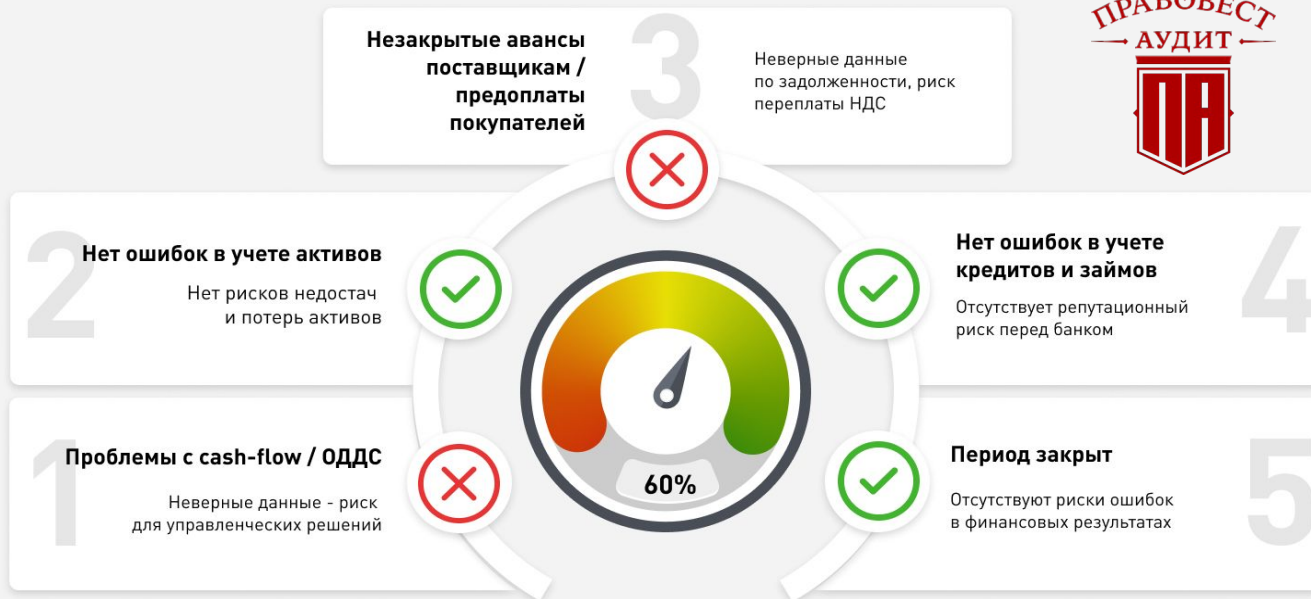 ПРАВОВЕСТ
АУДИТ
ПА
3
Незакрытые авансы
поставщикам /
предоплаты
покупателей
Неверные данные
по задолженности, риск
переплаты НДС
2
Нет ошибок в учете активов
Нет рисков недостач
и потерь активов
4
Нет ошибок в учете
кредитов и займов
Отсутствует репутационный
риск перед банком
1
Проблемы с cash-flow / ОДДС
Неверные данные - риск
для управленческих решений
60%
5
Период закрыт
Отсутствуют риски ошибок
в финансовых результатах